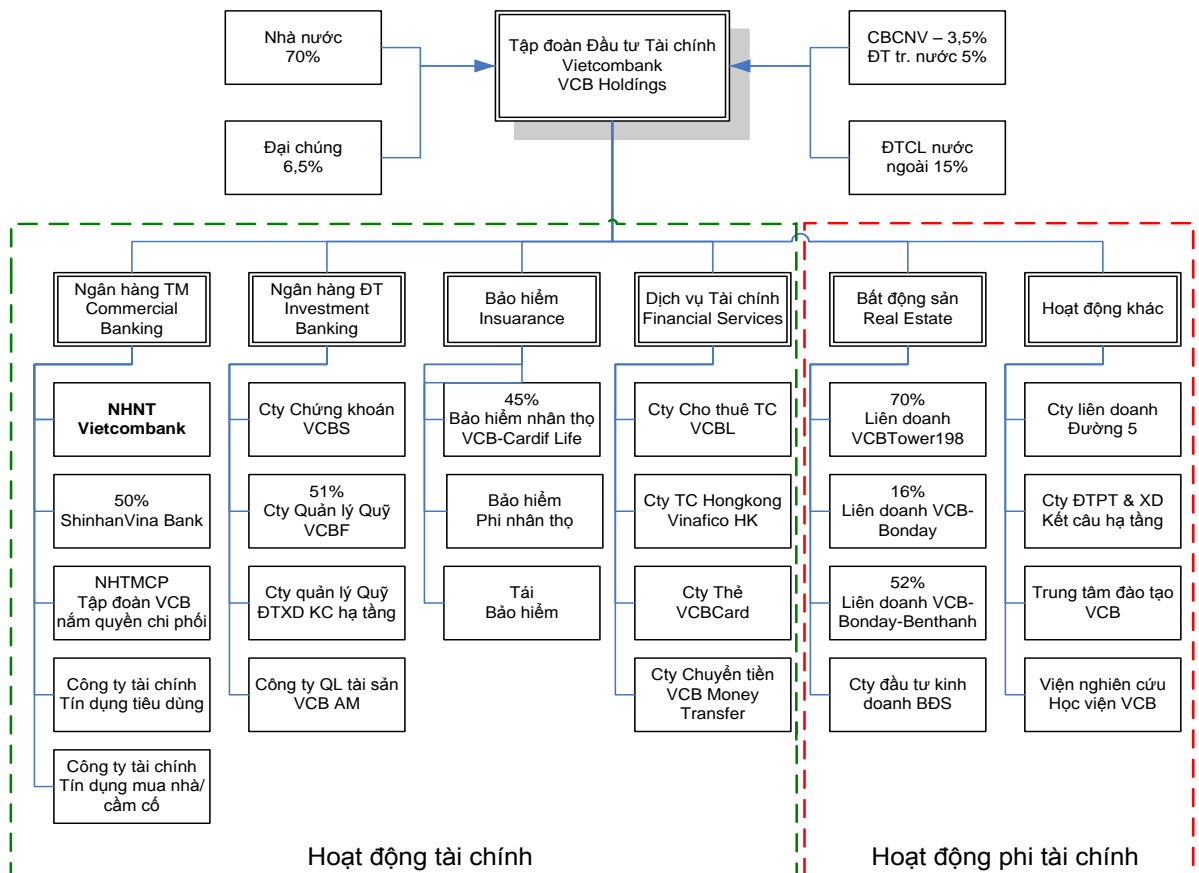 Nhà nước
70%
Tập đoàn Đầu tư Tài chính
Vietcombank
VCB Holdíngs
CBCNV – 3,5%
ĐT tr. nước 5%
Đại chúng
6,5%
ĐTCL nước
ngoài 15%
Ngân hàng TM
Commercial
Banking
Ngân hàng ĐT
Investment
Banking
Bảo hiểm
Insuarance
Dịch vụ Tài chính
Financial Services
Bất động sản
Real Estate
Hoạt động khác
NHNT
Vietcombank
50%
ShinhanVina Bank
NHTMCP
Tập đoàn VCB
nắm quyền chi phối
Công ty tài chính
Tín dụng tiêu dùng
Công ty tài chính
Tín dụng mua nhà/
cầm cố
Cty Chứng khoán
VCBS
51%
Cty Quản lý Quỹ
VCBF
Cty quản lý Quỹ
ĐTXD KC hạ tầng
Công ty QL tài sản
VCB AM
45%
Bảo hiểm nhân thọ
VCB-Cardif Life
Bảo hiểm
Phi nhân thọ
Tái
Bảo hiểm
Cty Cho thuê TC
VCBL
Cty TC Hongkong
Vinafico HK
Cty Thẻ
VCBCard
Cty Chuyển tiền
VCB Money
Transfer
70%
Liên doanh
VCBTower198
16%
Liên doanh VCB-
Bonday
52%
Liên doanh VCB-
Bonday-Benthanh
Cty đầu tư kinh
doanh BĐS
Cty liên doanh
Đường 5
Cty ĐTPT & XD
Kết câu hạ tầng
Trung tâm đào tạo
VCB
Viện nghiên cứu
Học viện VCB
Hoạt động tài chính
Hoạt động phi tài chính